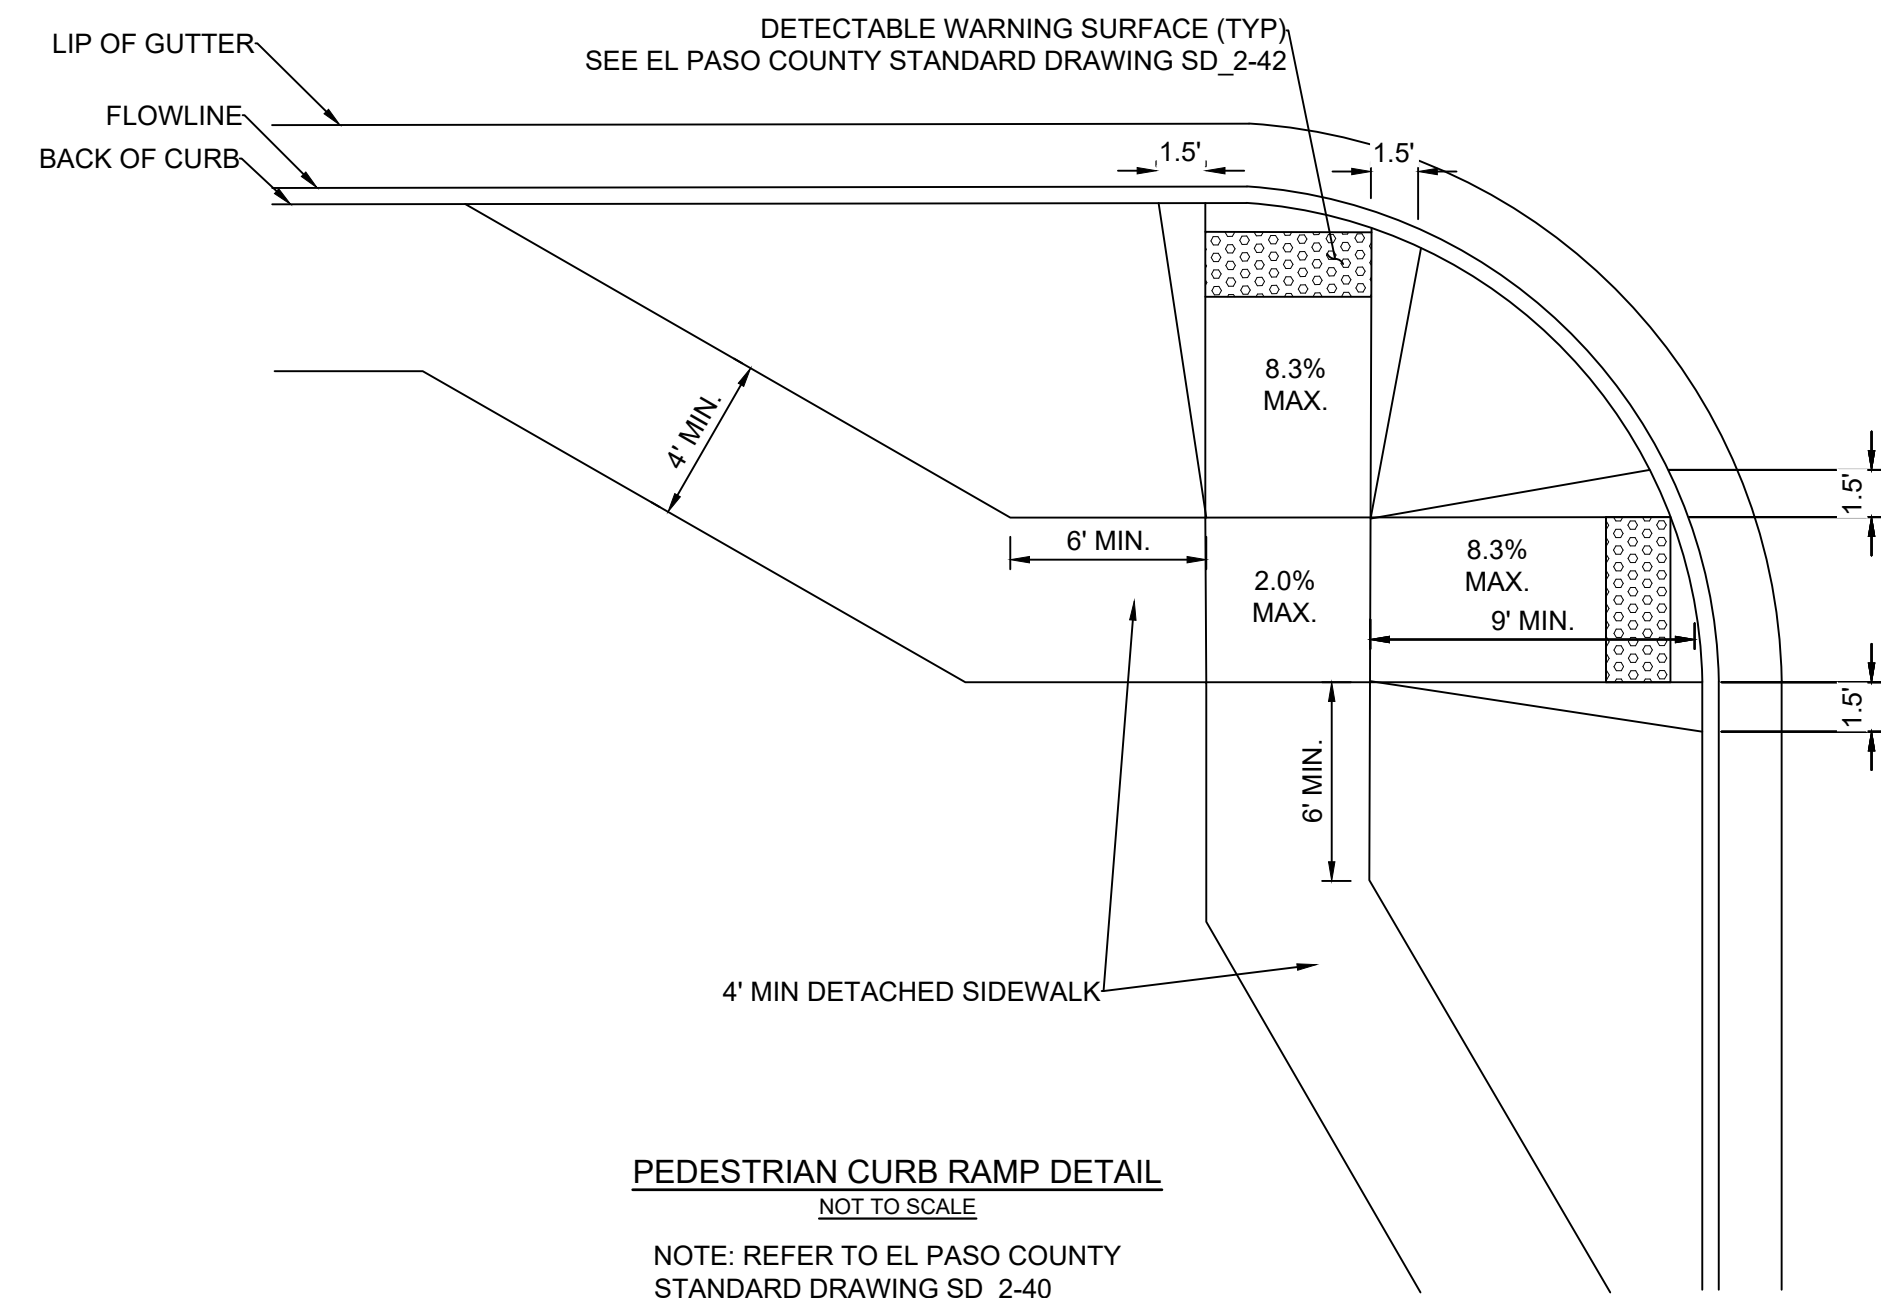 DETECTABLE WARNING SURFACE (TYP)
SEE EL PASO COUNTY STANDARD DRAWING SD_2-42
LIP OF GUTTER
FLOWLINE
BACK OF CURB
1.5'
1.5'
8.3%
MAX.
4' MIN.
1.5'
6' MIN.
8.3%
MAX.
2.0%
MAX.
9' MIN.
1.5'
6' MIN.
4' MIN DETACHED SIDEWALK
PEDESTRIAN CURB RAMP DETAIL
NOT TO SCALE
NOTE: REFER TO EL PASO COUNTY
STANDARD DRAWING SD_2-40